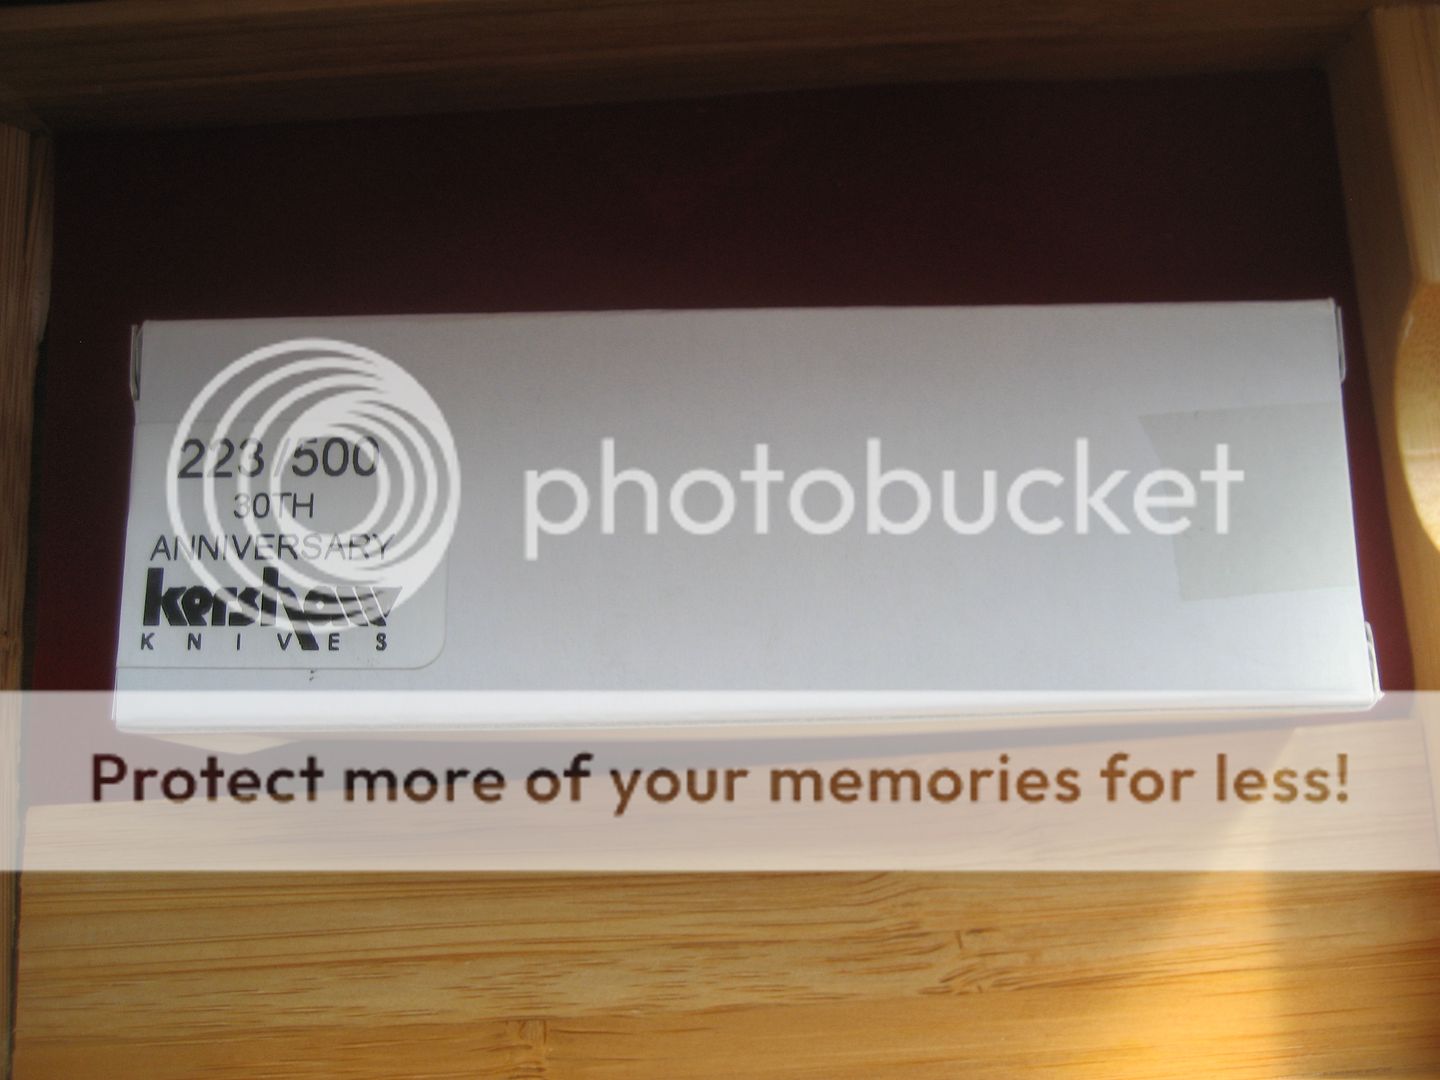 223/500
30TH
ANNIVERSARY
kershaw
KNIVES
photobucket
Protect more of your memories for less!